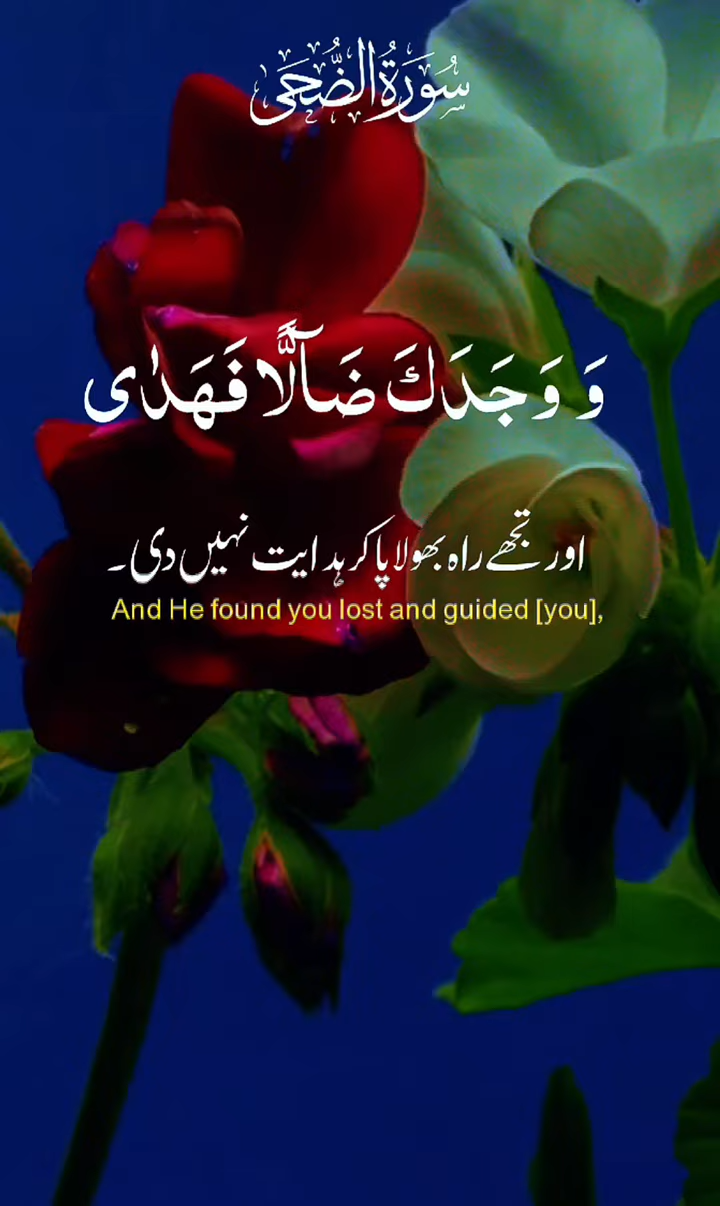 سُورَةُ الضُّحَى
وَ وَجَدَكَ ضَآلًّا فَهَدٰى
اور تجھے راہ بھولا پا کر ہدایت نہیں دی۔
And He found you lost and guided [you],